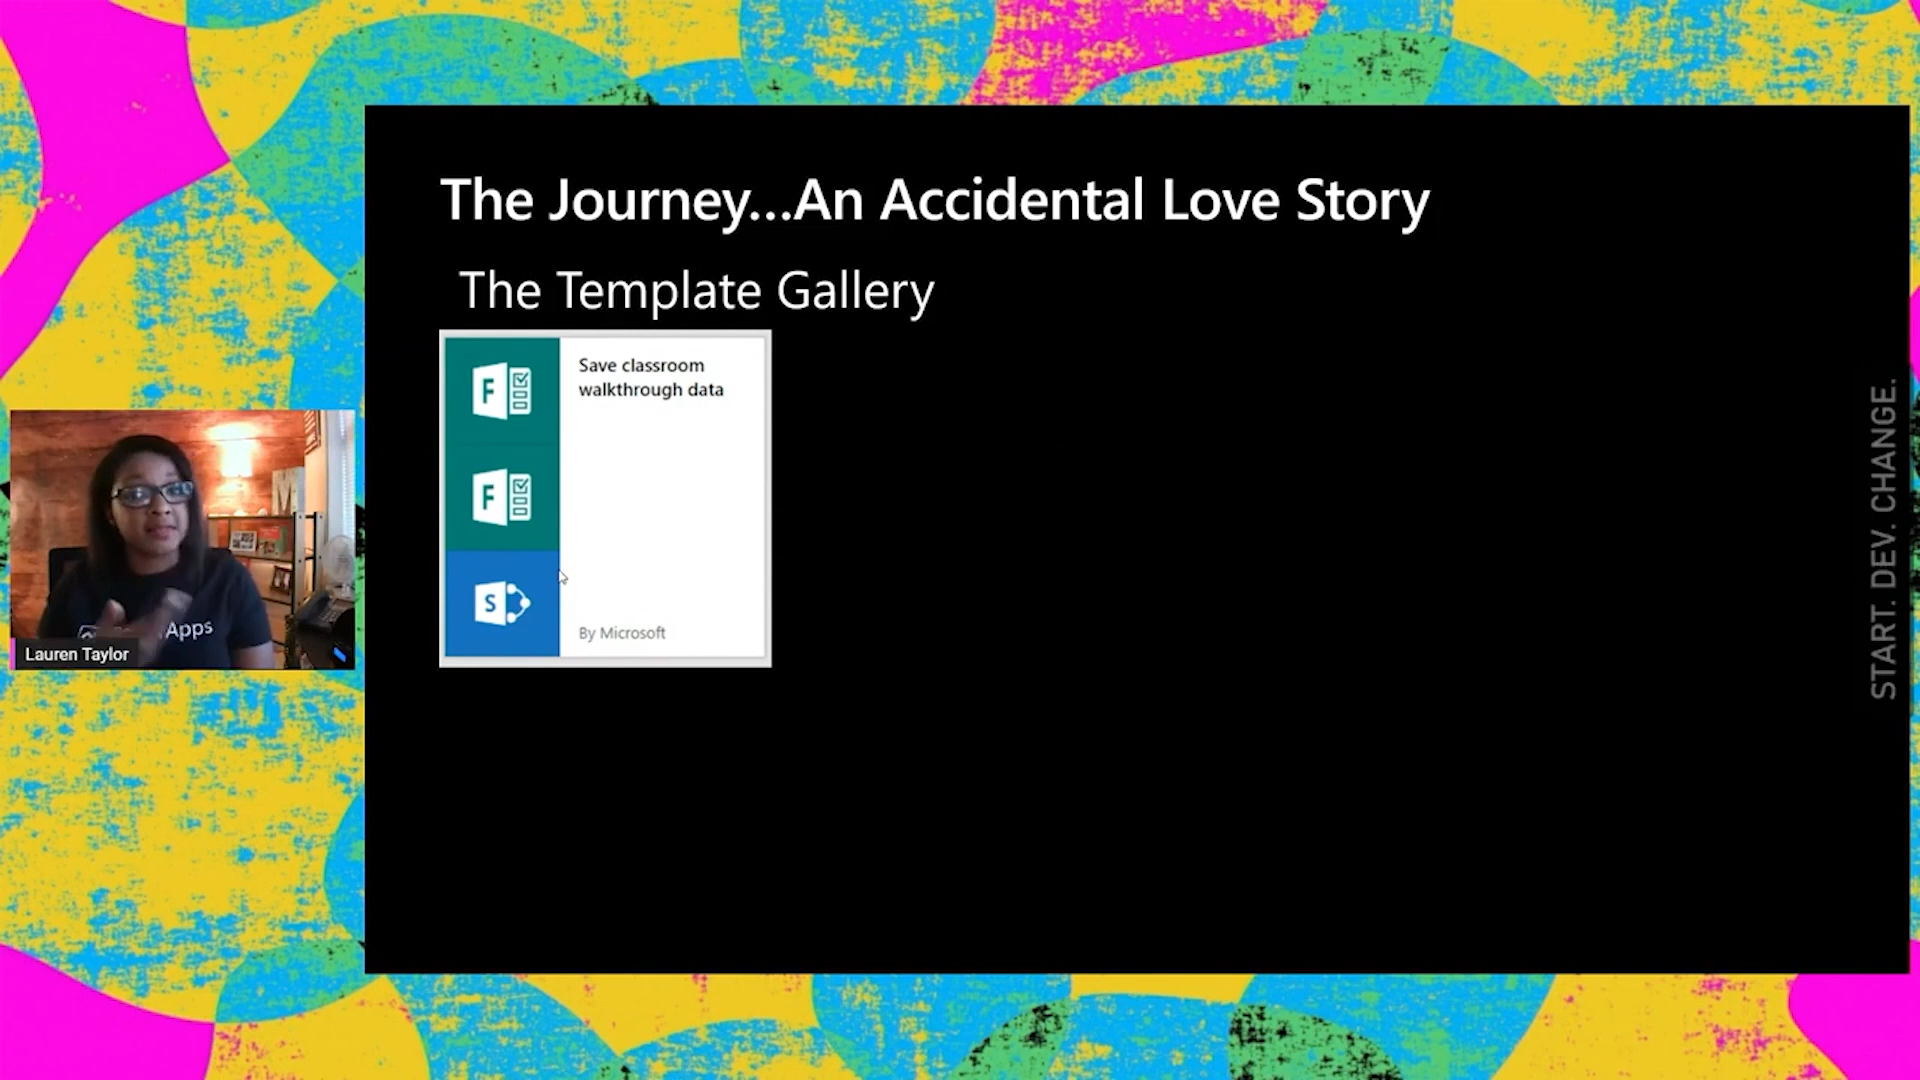 The Journey...An Accidental Love Story
The Template Gallery
Save classroom
walkthrough data
F
F
S
By Microsoft
Apps
Lauren Taylor
START. DEV. CHANGE.